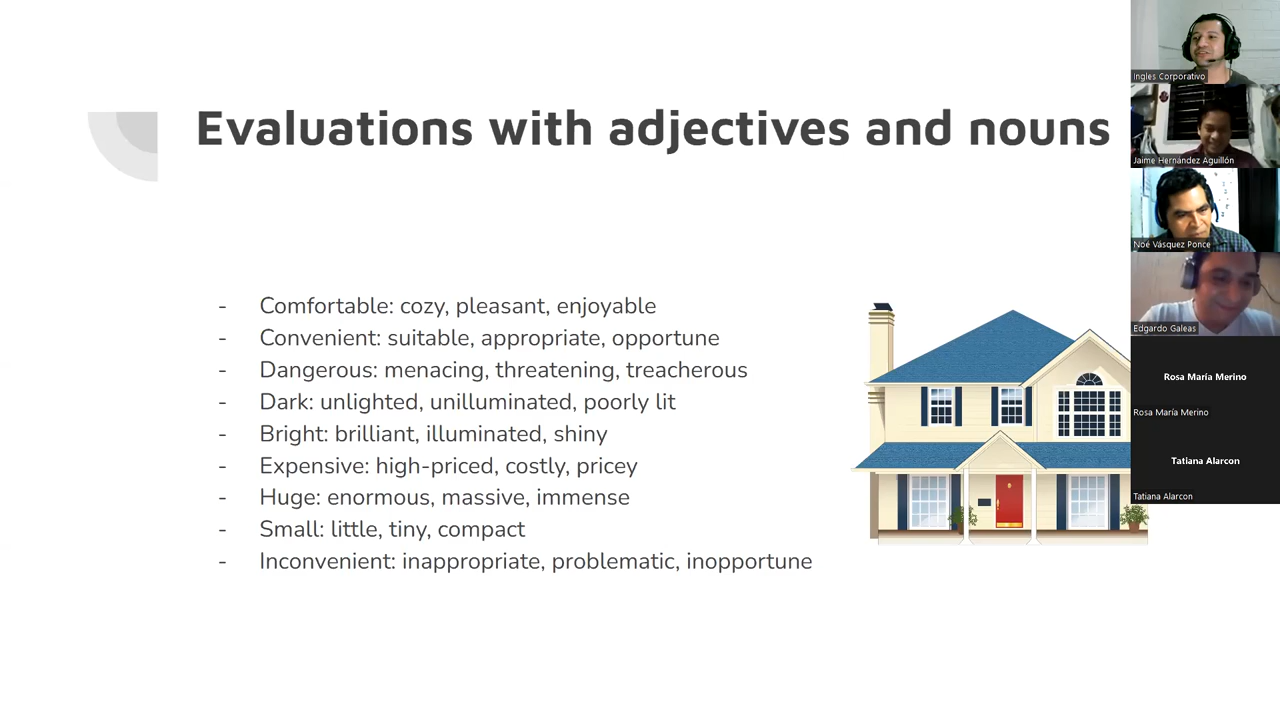 Evaluations with adjectives and nouns
- Comfortable: cozy, pleasant, enjoyable
- Convenient: suitable, appropriate, opportune
- Dangerous: menacing, threatening, treacherous
- Dark: unlighted, unilluminated, poorly lit
- Bright: brilliant, illuminated, shiny
- Expensive: high-priced, costly, pricey
- Huge: enormous, massive, immense
- Small: little, tiny, compact
- Inconvenient: inappropriate, problematic, inopportune
Ingles Corporativo
Jaime Hernández Aguillón
Noé Vásquez Ponce
Edgardo Galeas
Rosa María Merino
Rosa María Merino
Tatiana Alarcon
Tatiana Alarcon